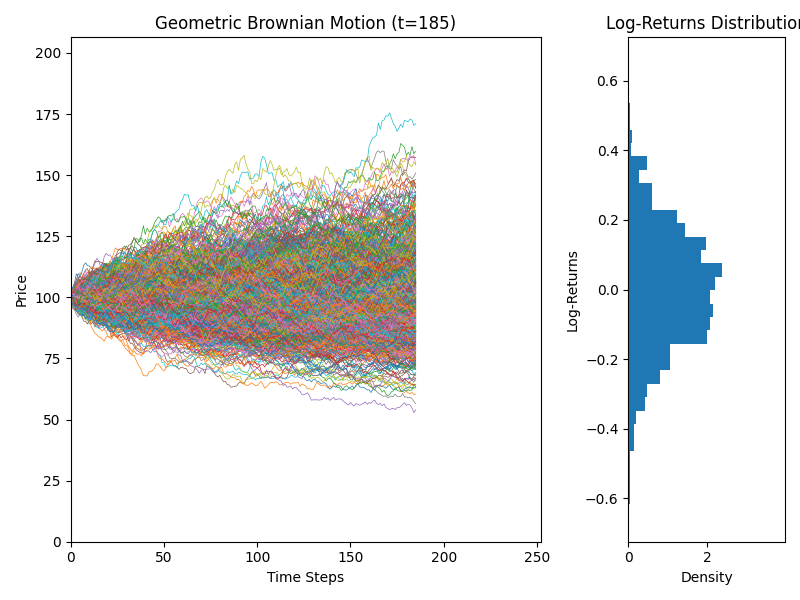 Geometric Brownian Motion (t=185)
Price
200
175
150
125
100
75
50
25
0
0 50 100 150 200 250
Time Steps
Log-Returns Distribution
Log-Returns
0.6
0.4
0.2
0.0
−0.2
−0.4
−0.6
0 2
Density